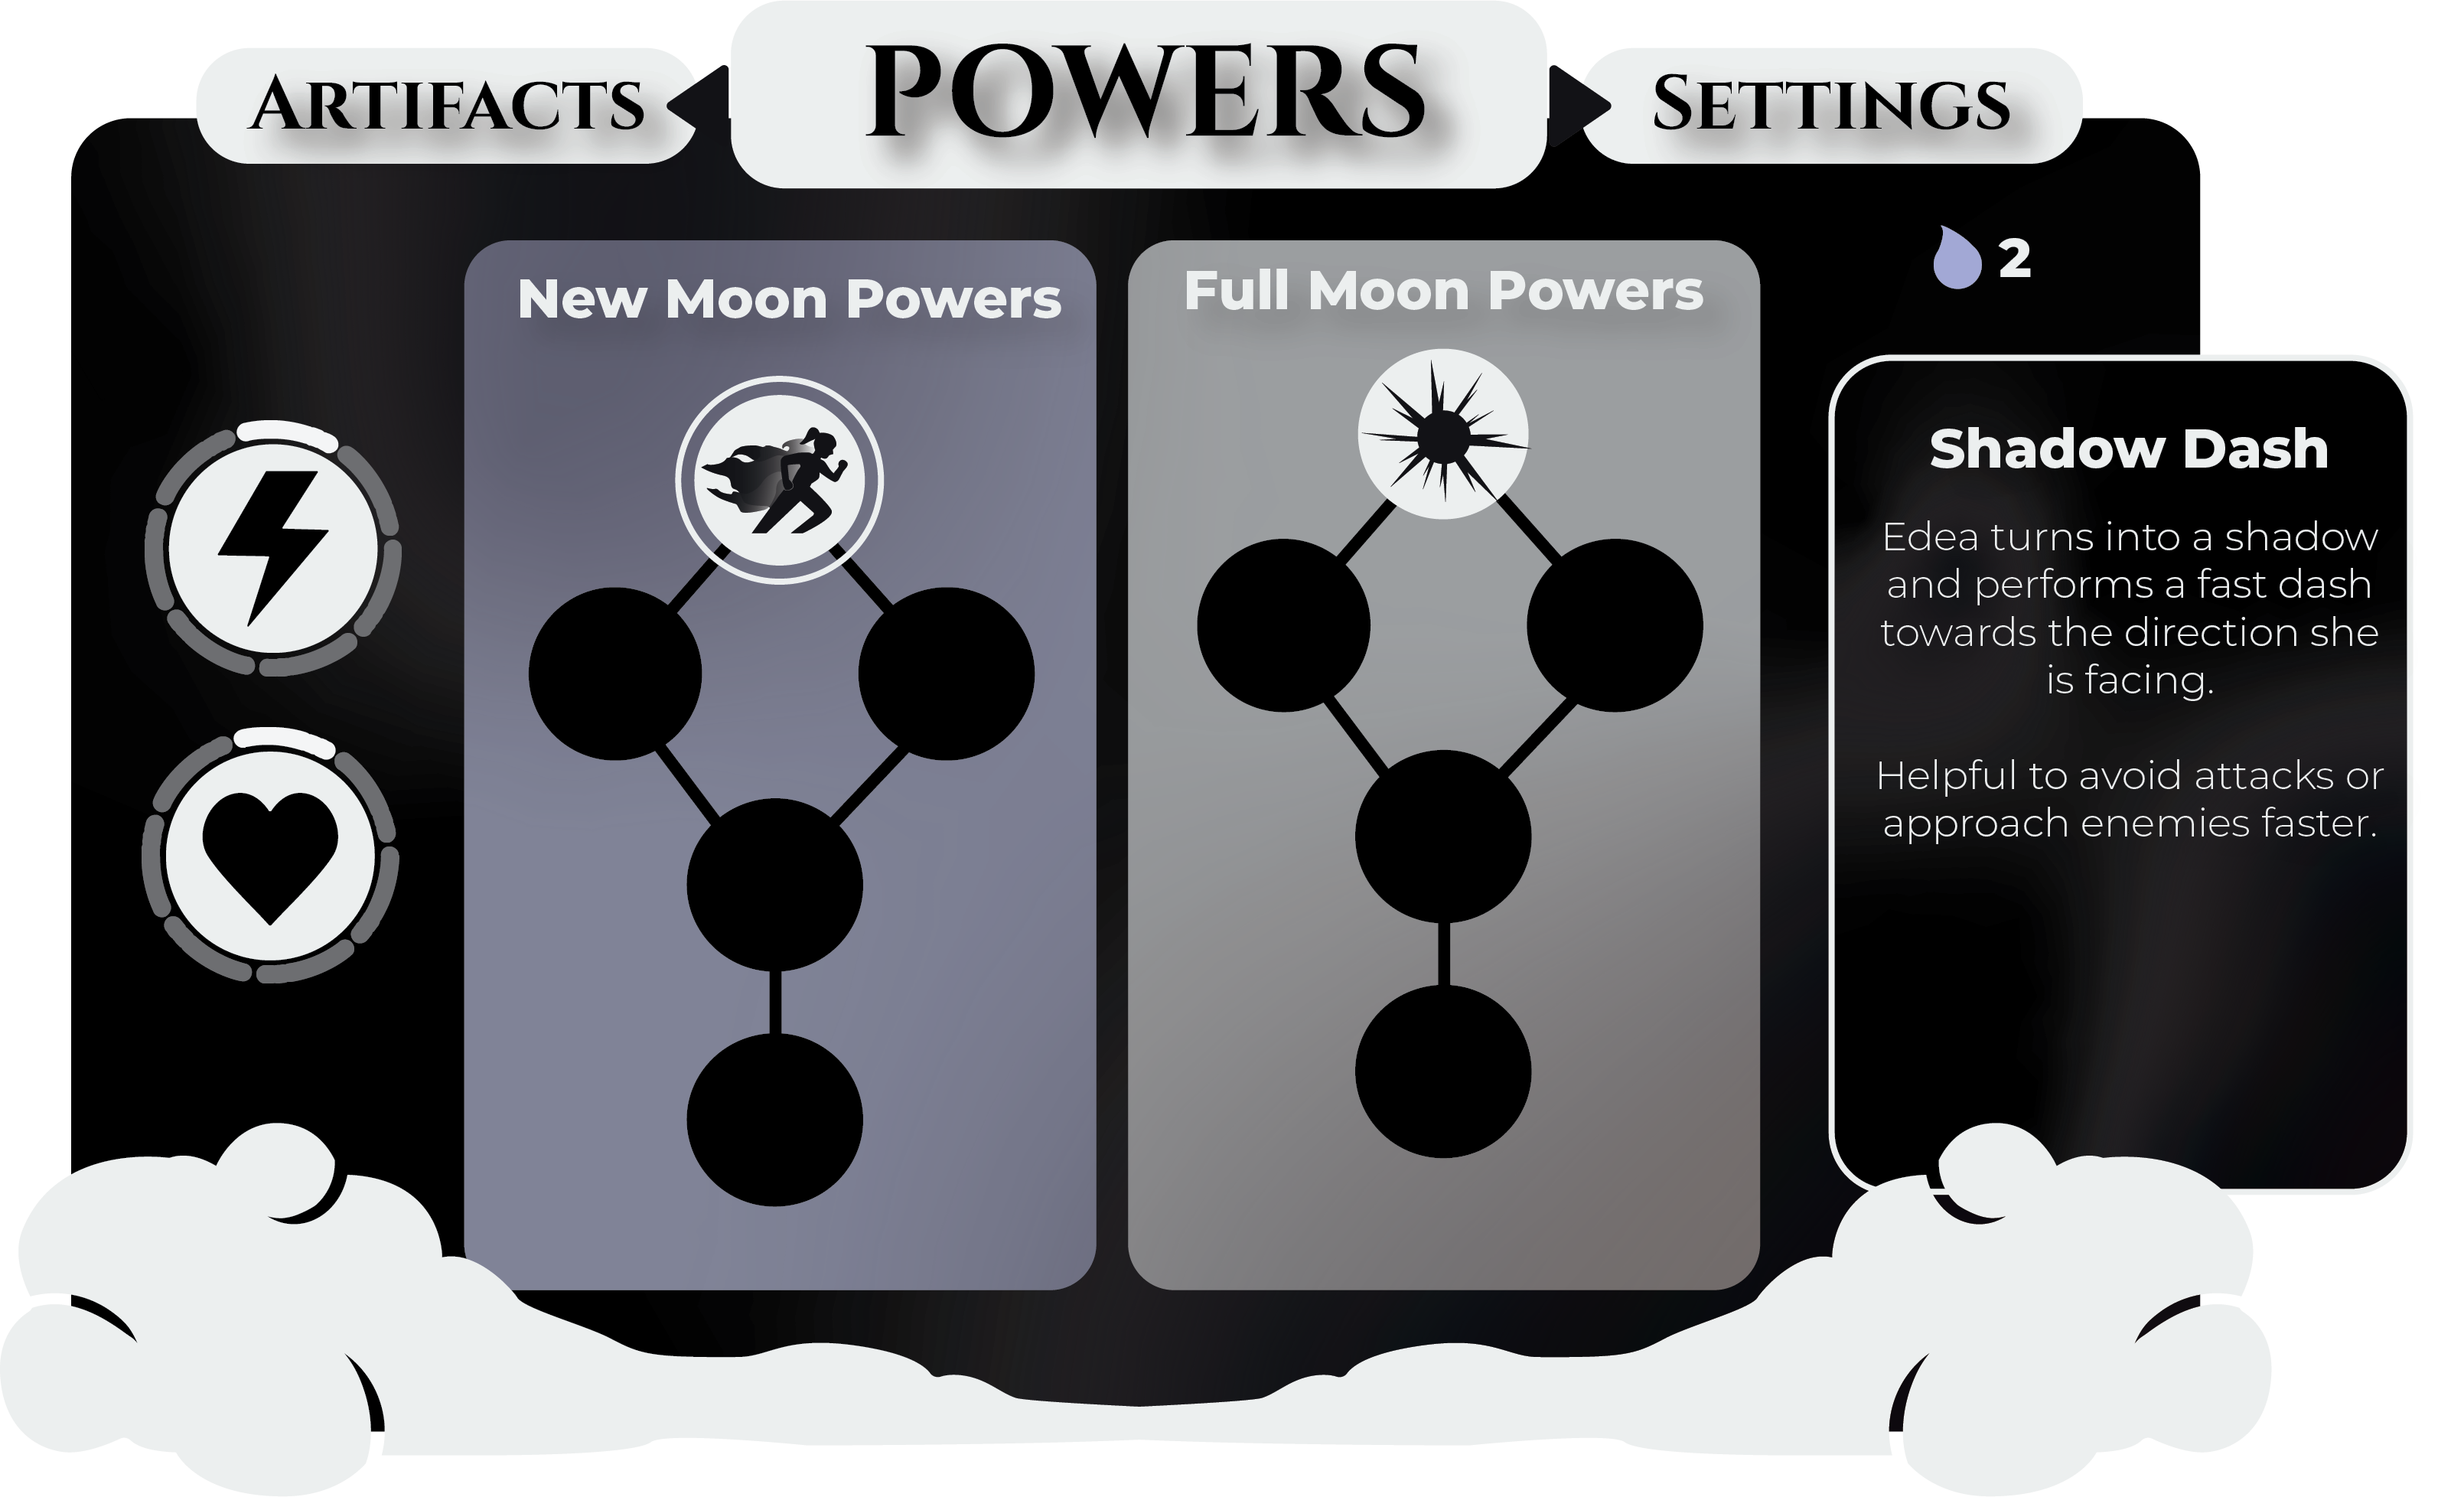 Artifacts
POWERS
Settings
2
New Moon Powers
Full Moon Powers
Shadow Dash
Edea turns into a shadow
and performs a fast dash
towards the direction she
is facing.
Helpful to avoid attacks or
approach enemies faster.